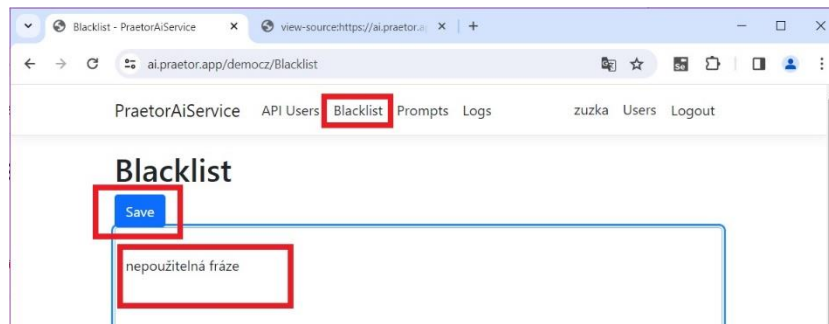 Blacklist - PraetorAiService
view-source:https://ai.praetor.a
ai.praetor.app/democz/Blacklist
PraetorAiService API Users Blacklist Prompts Logs zuzka Users Logout
Blacklist
Save
nepoužitelná fráze